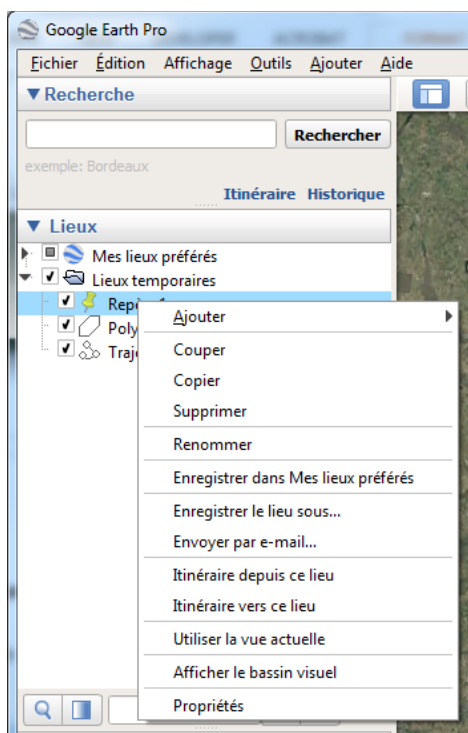 Google Earth Pro
Fichier Édition Affichage Outils Ajouter Aide
Recherche
Rechercher
exemple: Bordeaux
Itinéraire Historique
Lieux
Mes lieux préférés
Lieux temporaires
Ajouter
Couper
Copier
Supprimer
Renommer
Enregistrer dans Mes lieux préférés
Enregistrer le lieu sous...
Envoyer par e-mail...
Itinéraire depuis ce lieu
Itinéraire vers ce lieu
Utiliser la vue actuelle
Afficher le bassin visuel
Propriétés